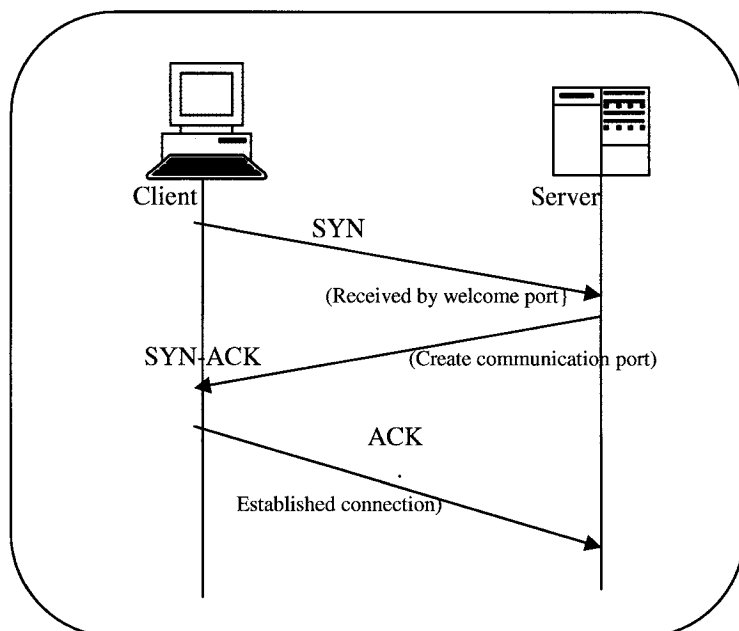 Client
Server
SYN
(Received by welcome port}
SYN-ACK
(Create communication port)
ACK
Established connection)